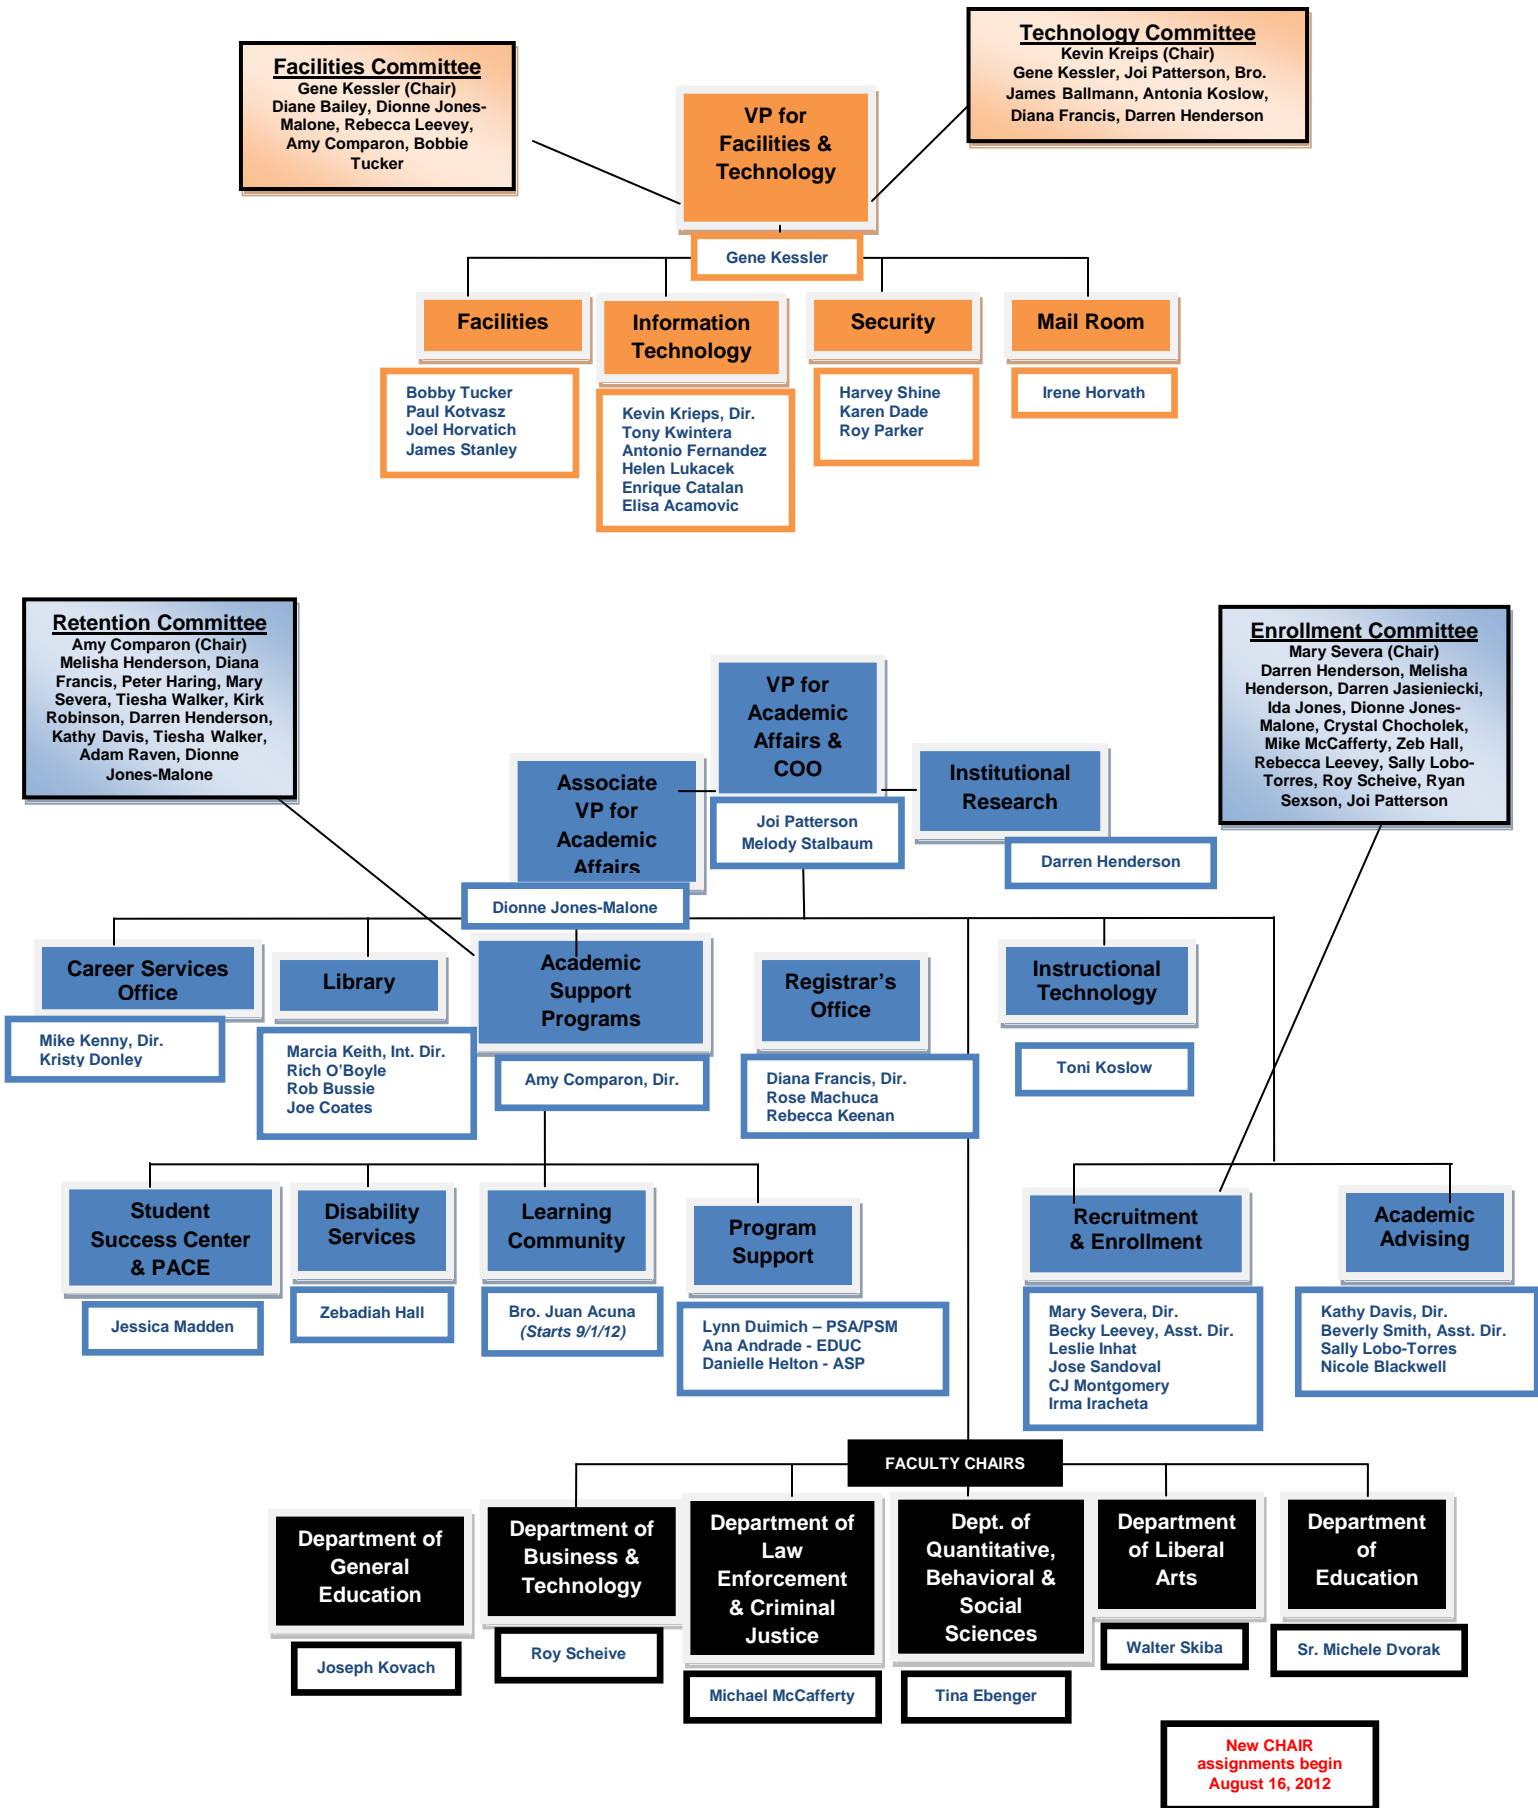 Facilities Committee
Gene Kessler (Chair)
Diane Bailey, Dionne Jones-
Malone, Rebecca Leevey,
Amy Comparon, Bobbie
Tucker
Technology Committee
Kevin Kreips (Chair)
Gene Kessler, Joi Patterson, Bro.
James Ballmann, Antonia Koslow,
Diana Francis, Darren Henderson
VP for
Facilities &
Technology
Gene Kessler
Facilities
Bobby Tucker
Paul Kotvasz
Joel Horvatich
James Stanley
Information
Technology
Kevin Krieps, Dir.
Tony Kwintera
Antonio Fernandez
Helen Lukacek
Enrique Catalan
Elisa Acamovic
Security
Harvey Shine
Karen Dade
Roy Parker
Mail Room
Irene Horvath
Retention Committee
Amy Comparon (Chair)
Melisha Henderson, Diana
Francis, Peter Haring, Mary
Severa, Tiesha Walker, Kirk
Robinson, Darren Henderson,
Kathy Davis, Tiesha Walker,
Adam Raven, Dionne
Jones-Malone
Enrollment Committee
Mary Severa (Chair)
Darren Henderson, Melisha
Henderson, Darren Jasieniecki,
Ida Jones, Dionne Jones-
Malone, Crystal Chocholek,
Mike McCafferty, Zeb Hall,
Rebecca Leevey, Sally Lobo-
Torres, Roy Scheive, Ryan
Sexson, Joi Patterson
VP for
Academic
Affairs &
COO
Joi Patterson
Melody Stalbaum
Associate
VP for
Academic
Affairs
Dionne Jones-Malone
Institutional
Research
Darren Henderson
Career Services
Office
Mike Kenny, Dir.
Kristy Donley
Library
Marcia Keith, Int. Dir.
Rich O'Boyle
Rob Bussie
Joe Coates
Academic
Support
Programs
Amy Comparon, Dir.
Registrar's
Office
Diana Francis, Dir.
Rose Machuca
Rebecca Keenan
Instructional
Technology
Toni Koslow
Student
Success Center
& PACE
Jessica Madden
Disability
Services
Zebadiah Hall
Learning
Community
Bro. Juan Acuna
(Starts 9/1/12)
Program
Support
Lynn Duimich – PSA/PSM
Ana Andrade - EDUC
Danielle Helton - ASP
Recruitment
& Enrollment
Mary Severa, Dir.
Becky Leevey, Asst. Dir.
Leslie Inhat
Jose Sandoval
CJ Montgomery
Irma Iracheta
Academic
Advising
Kathy Davis, Dir.
Beverly Smith, Asst. Dir.
Sally Lobo-Torres
Nicole Blackwell
FACULTY CHAIRS
Department of
General
Education
Joseph Kovach
Department of
Business &
Technology
Roy Scheive
Department of
Law
Enforcement
& Criminal
Justice
Michael McCafferty
Dept. of
Quantitative,
Behavioral &
Social
Sciences
Tina Ebenger
Department
of Liberal
Arts
Walter Skiba
Department
of
Education
Sr. Michele Dvorak
New CHAIR
assignments begin
August 16, 2012